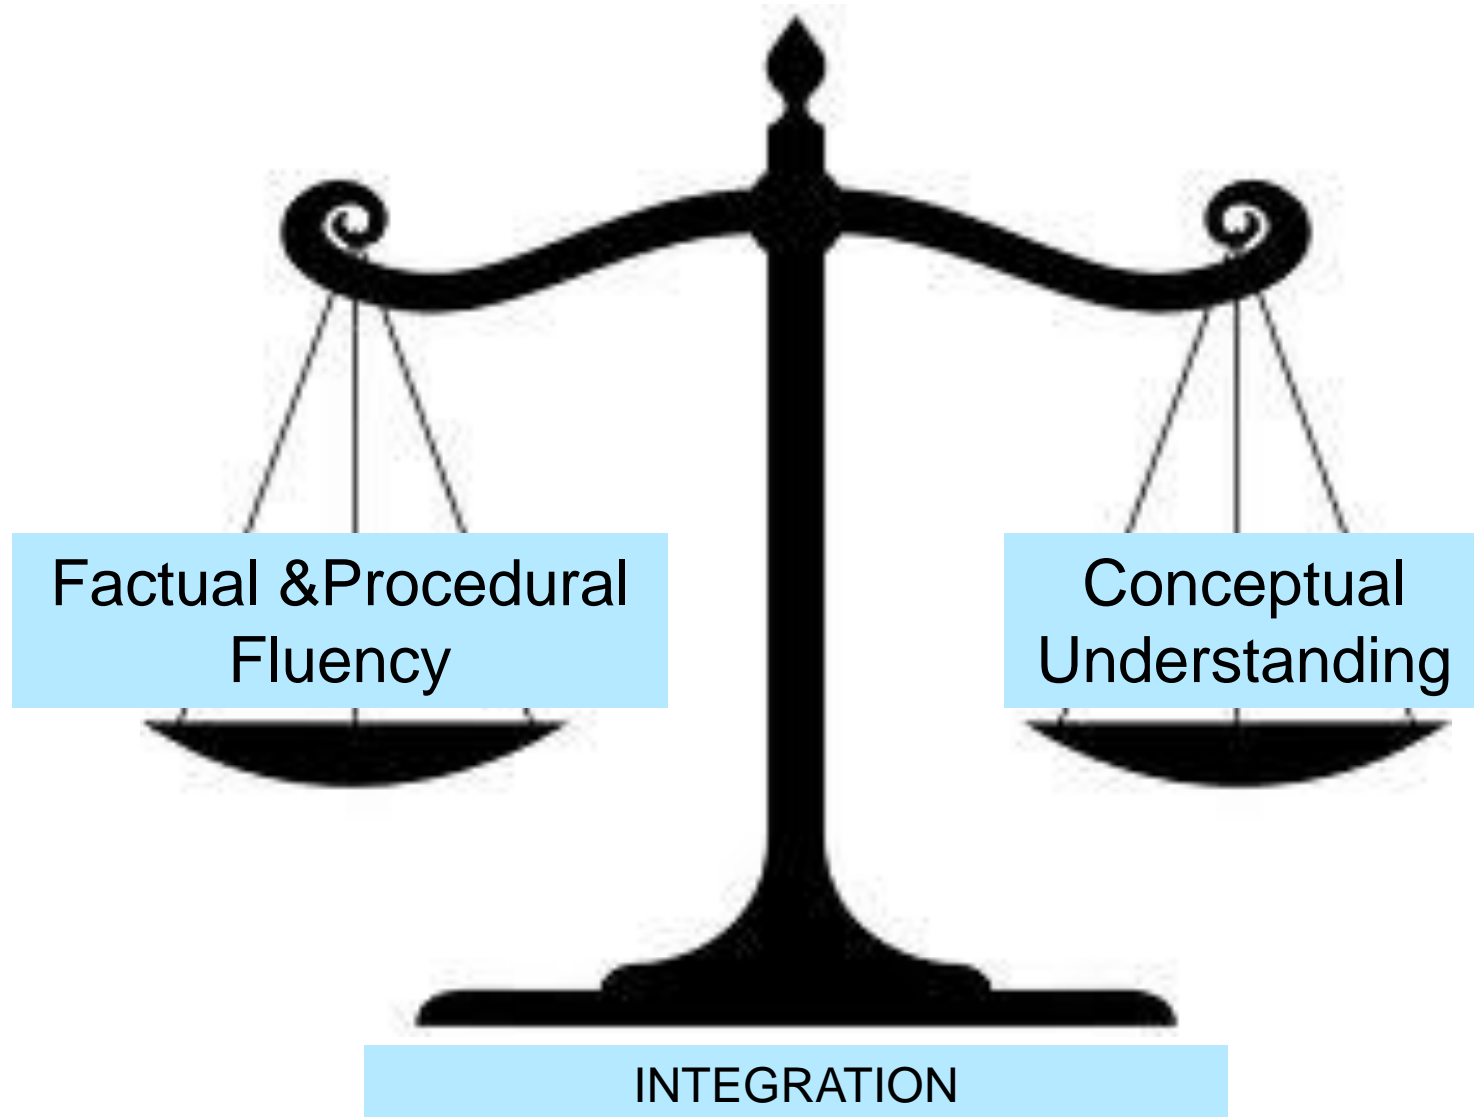 Factual &Procedural
Fluency
Conceptual
Understanding
INTEGRATION